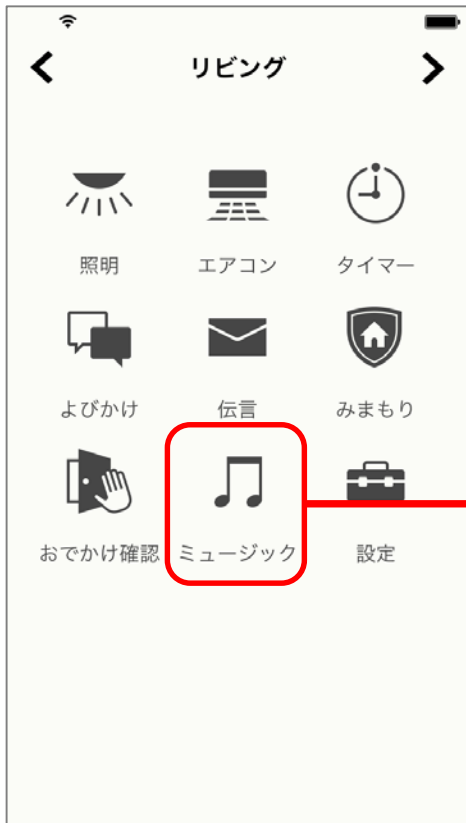 リビング
照明 エアコン タイマー
よびかけ 伝言 みまもり
おでかけ確認 ミュージック 設定